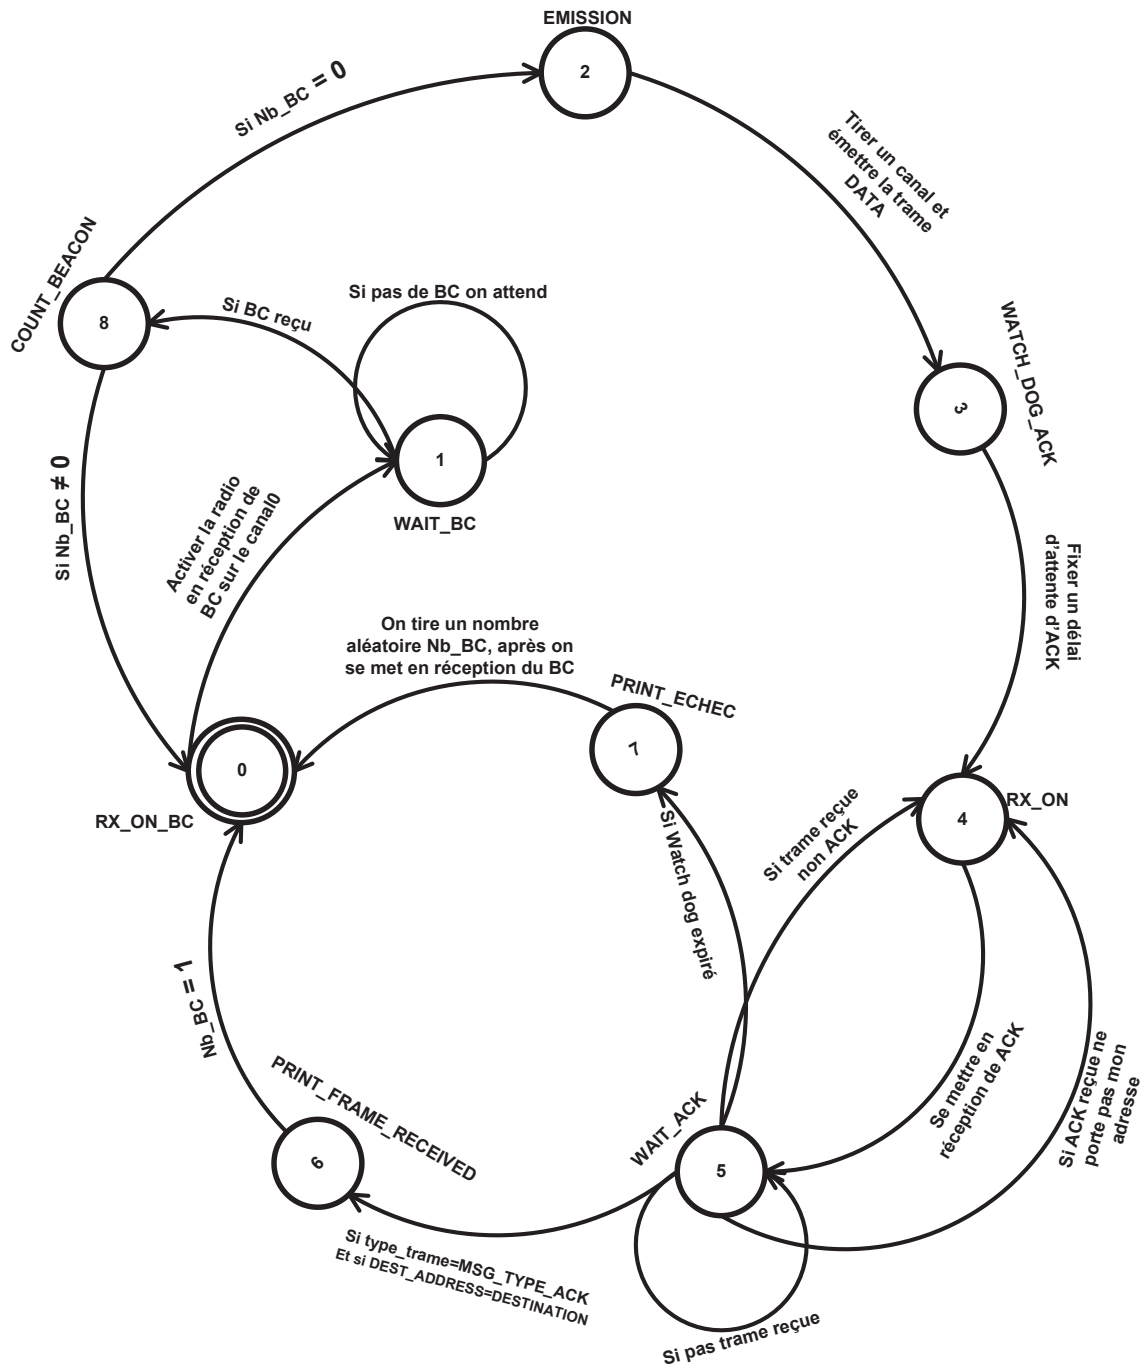 EMISSION
2
Si Nb_BC = 0
Tirer un canal et
émettre la trame
DATA
COUNT_BEACON
8
Si BC reçu
Si pas de BC on attend
WATCH_DOG_ACK
3
1
WAIT_BC
Si Nb_BC ≠ 0
Activer la radio
en réception de
BC sur le canal0
Fixer un délai
d'attente d'ACK
On tire un nombre
aléatoire Nb_BC, après on
se met en réception du BC
PRINT_ECHEC
7
0
RX_ON_BC
RX_ON
4
Si trame reçue
non ACK
Si Watch dog expiré
Nb_BC = 1
Se mettre en
réception de ACK
Si ACK reçue ne
porte pas mon
adresse
PRINT_FRAME_RECEIVED
6
WAIT_ACK
5
Si type_trame=MSG_TYPE_ACK
Et si DEST_ADDRESS=DESTINATION
Si pas trame reçue